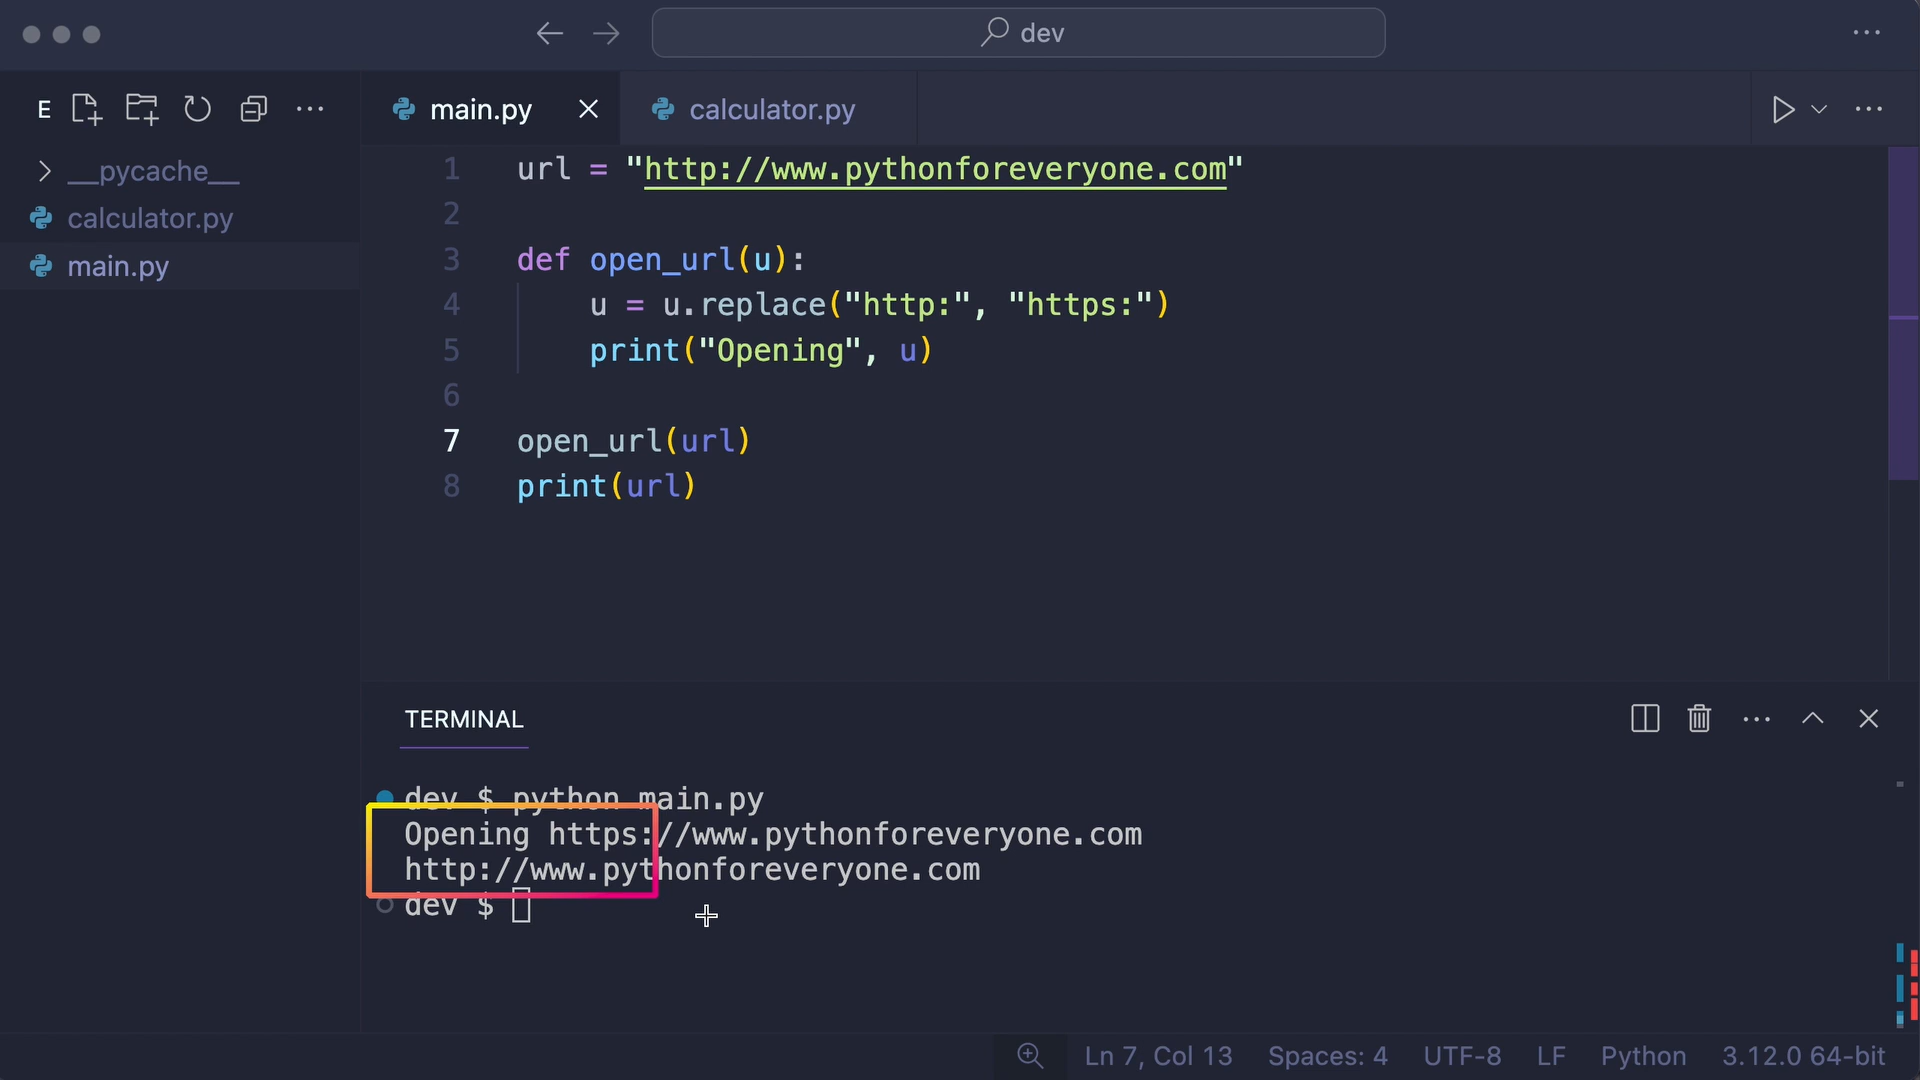 dev
E
main.py
calculator.py
__pycache__
calculator.py
main.py
1 url = "http://www.pythonforeveryone.com"
2
3 def open_url(u):
4 u = u.replace("http:", "https:")
5 print("Opening", u)
6
7 open_url(url)
8 print(url)
TERMINAL
dev $ python main.py
Opening https://www.pythonforeveryone.com
http://www.pythonforeveryone.com
dev $
Ln 7, Col 13 Spaces: 4 UTF-8 LF Python 3.12.0 64-bit